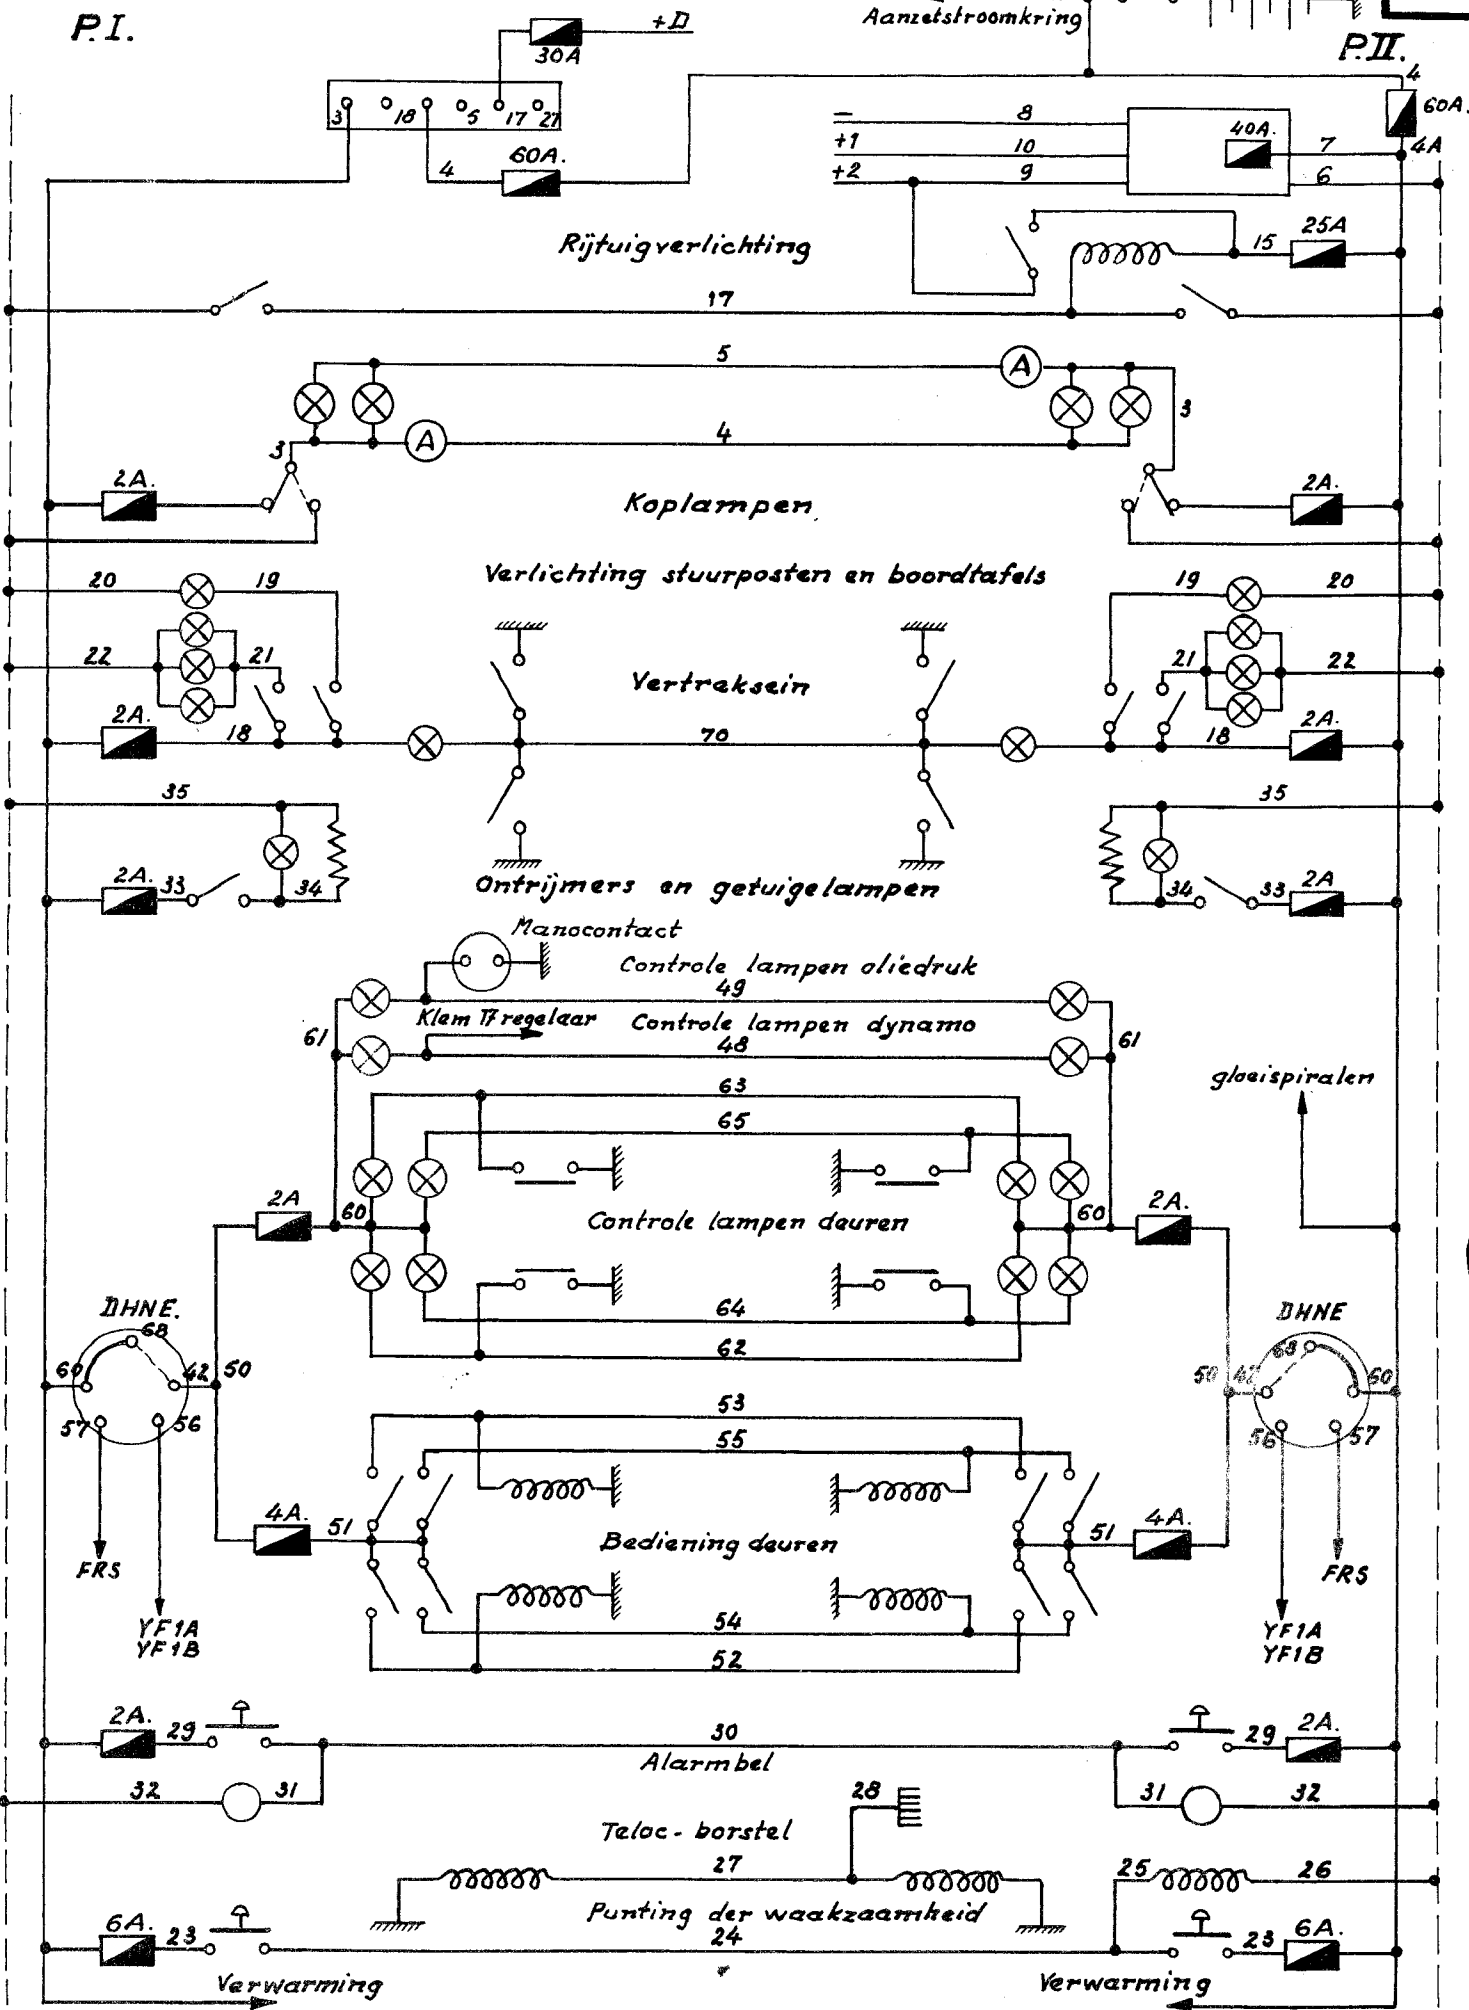 P.I.
Aanzetstroomkring
P.II.
+D
30A
3 18 5 17 27
4
60A.
4
60A.
4A
- 8
+1 10
+2 9
40A.
7
6
Rijtuigverlichting
15 25A
17
5
A
A
4
3
3
2A.
2A.
Koplampen
Verlichting stuurposten en boordtafels
20 19
19 20
22 21
21 22
Vertraksein
2A. 18
70
18 2A.
35
35
2A. 33 34
34 33 2A
Ontrijmers en getuigelampen
Manocontact
Controle lampen oliedruk
49
Klem 17 regelaar
Controle lampen dynamo
48
61
61
gloeispiralen
63
65
2A 60
60 2A.
Controle lampen deuren
64
62
DHNE.
68
60 42 50
57 56
DHNE
68
50 42 60
56 57
53
55
4A. 51
51 4A.
Bediening deuren
FRS
FRS
YF1A
YF1B
YF1A
YF1B
54
52
2A. 29
30
29 2A.
Alarmbel
32 31
31 32
28
Teloc-borstel
27
25 26
Punting der waakzaamheid
6A. 23
24
23 6A.
Verwarming
Verwarming